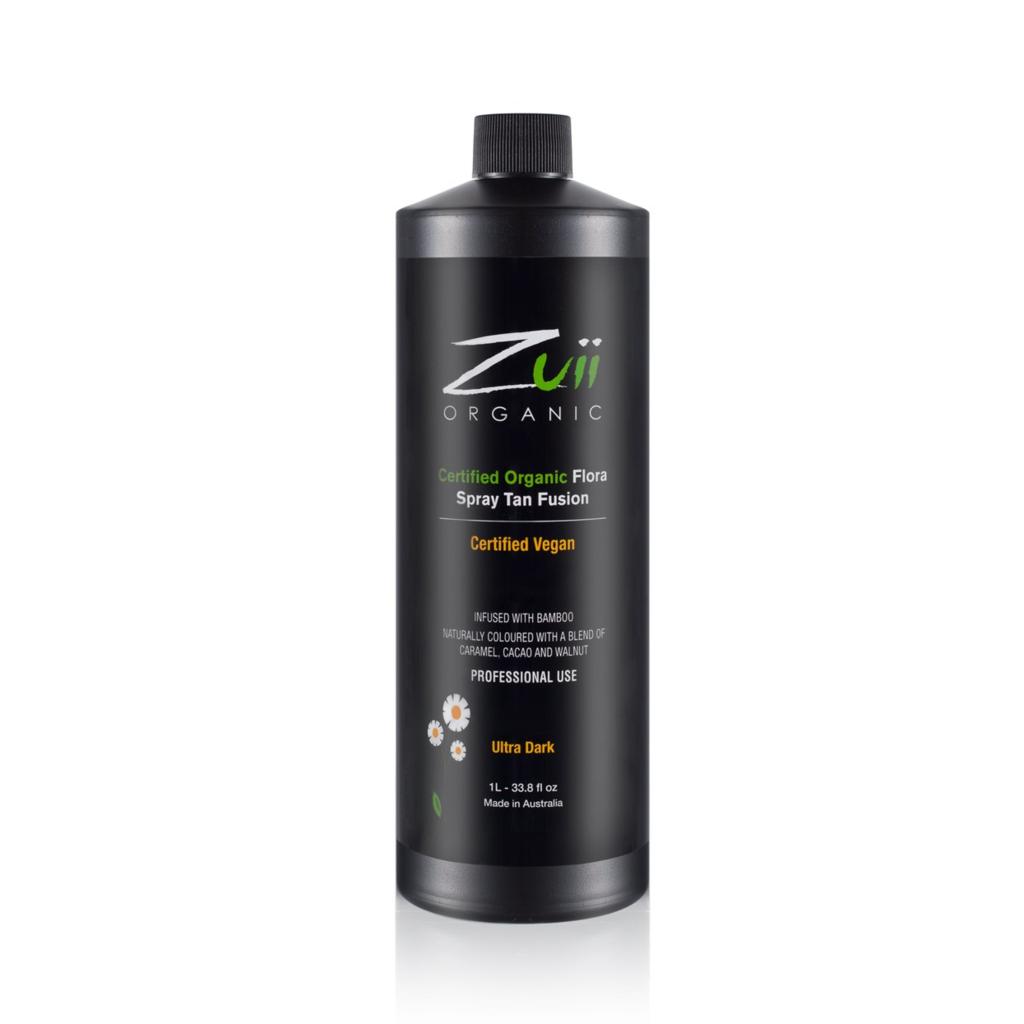 Zuii
ORGANIC
Certified Organic Flora
Spray Tan Fusion
Certified Vegan
INFUSED WITH BAMBOO
NATURALLY COLOURED WITH A BLEND OF
CARAMEL, CACAO AND WALNUT
PROFESSIONAL USE
Ultra Dark
1L - 33.8 fl oz
Made in Australia